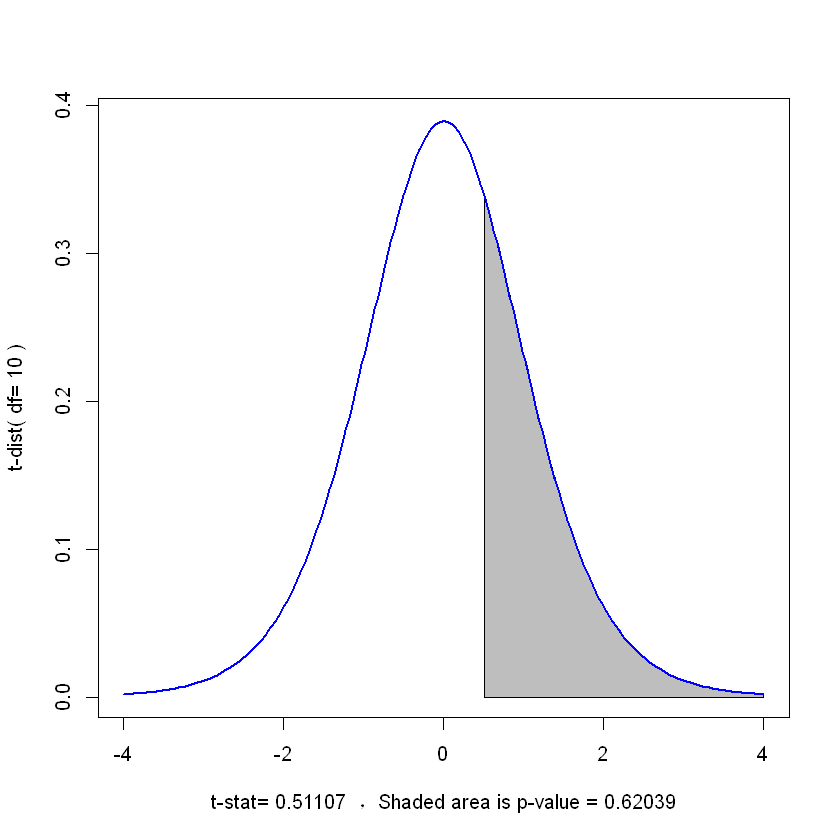 0.4
0.3
0.2
0.1
0.0
t-dist( df= 10 )
-4 -2 0 2 4
t-stat= 0.51107 . Shaded area is p-value = 0.62039